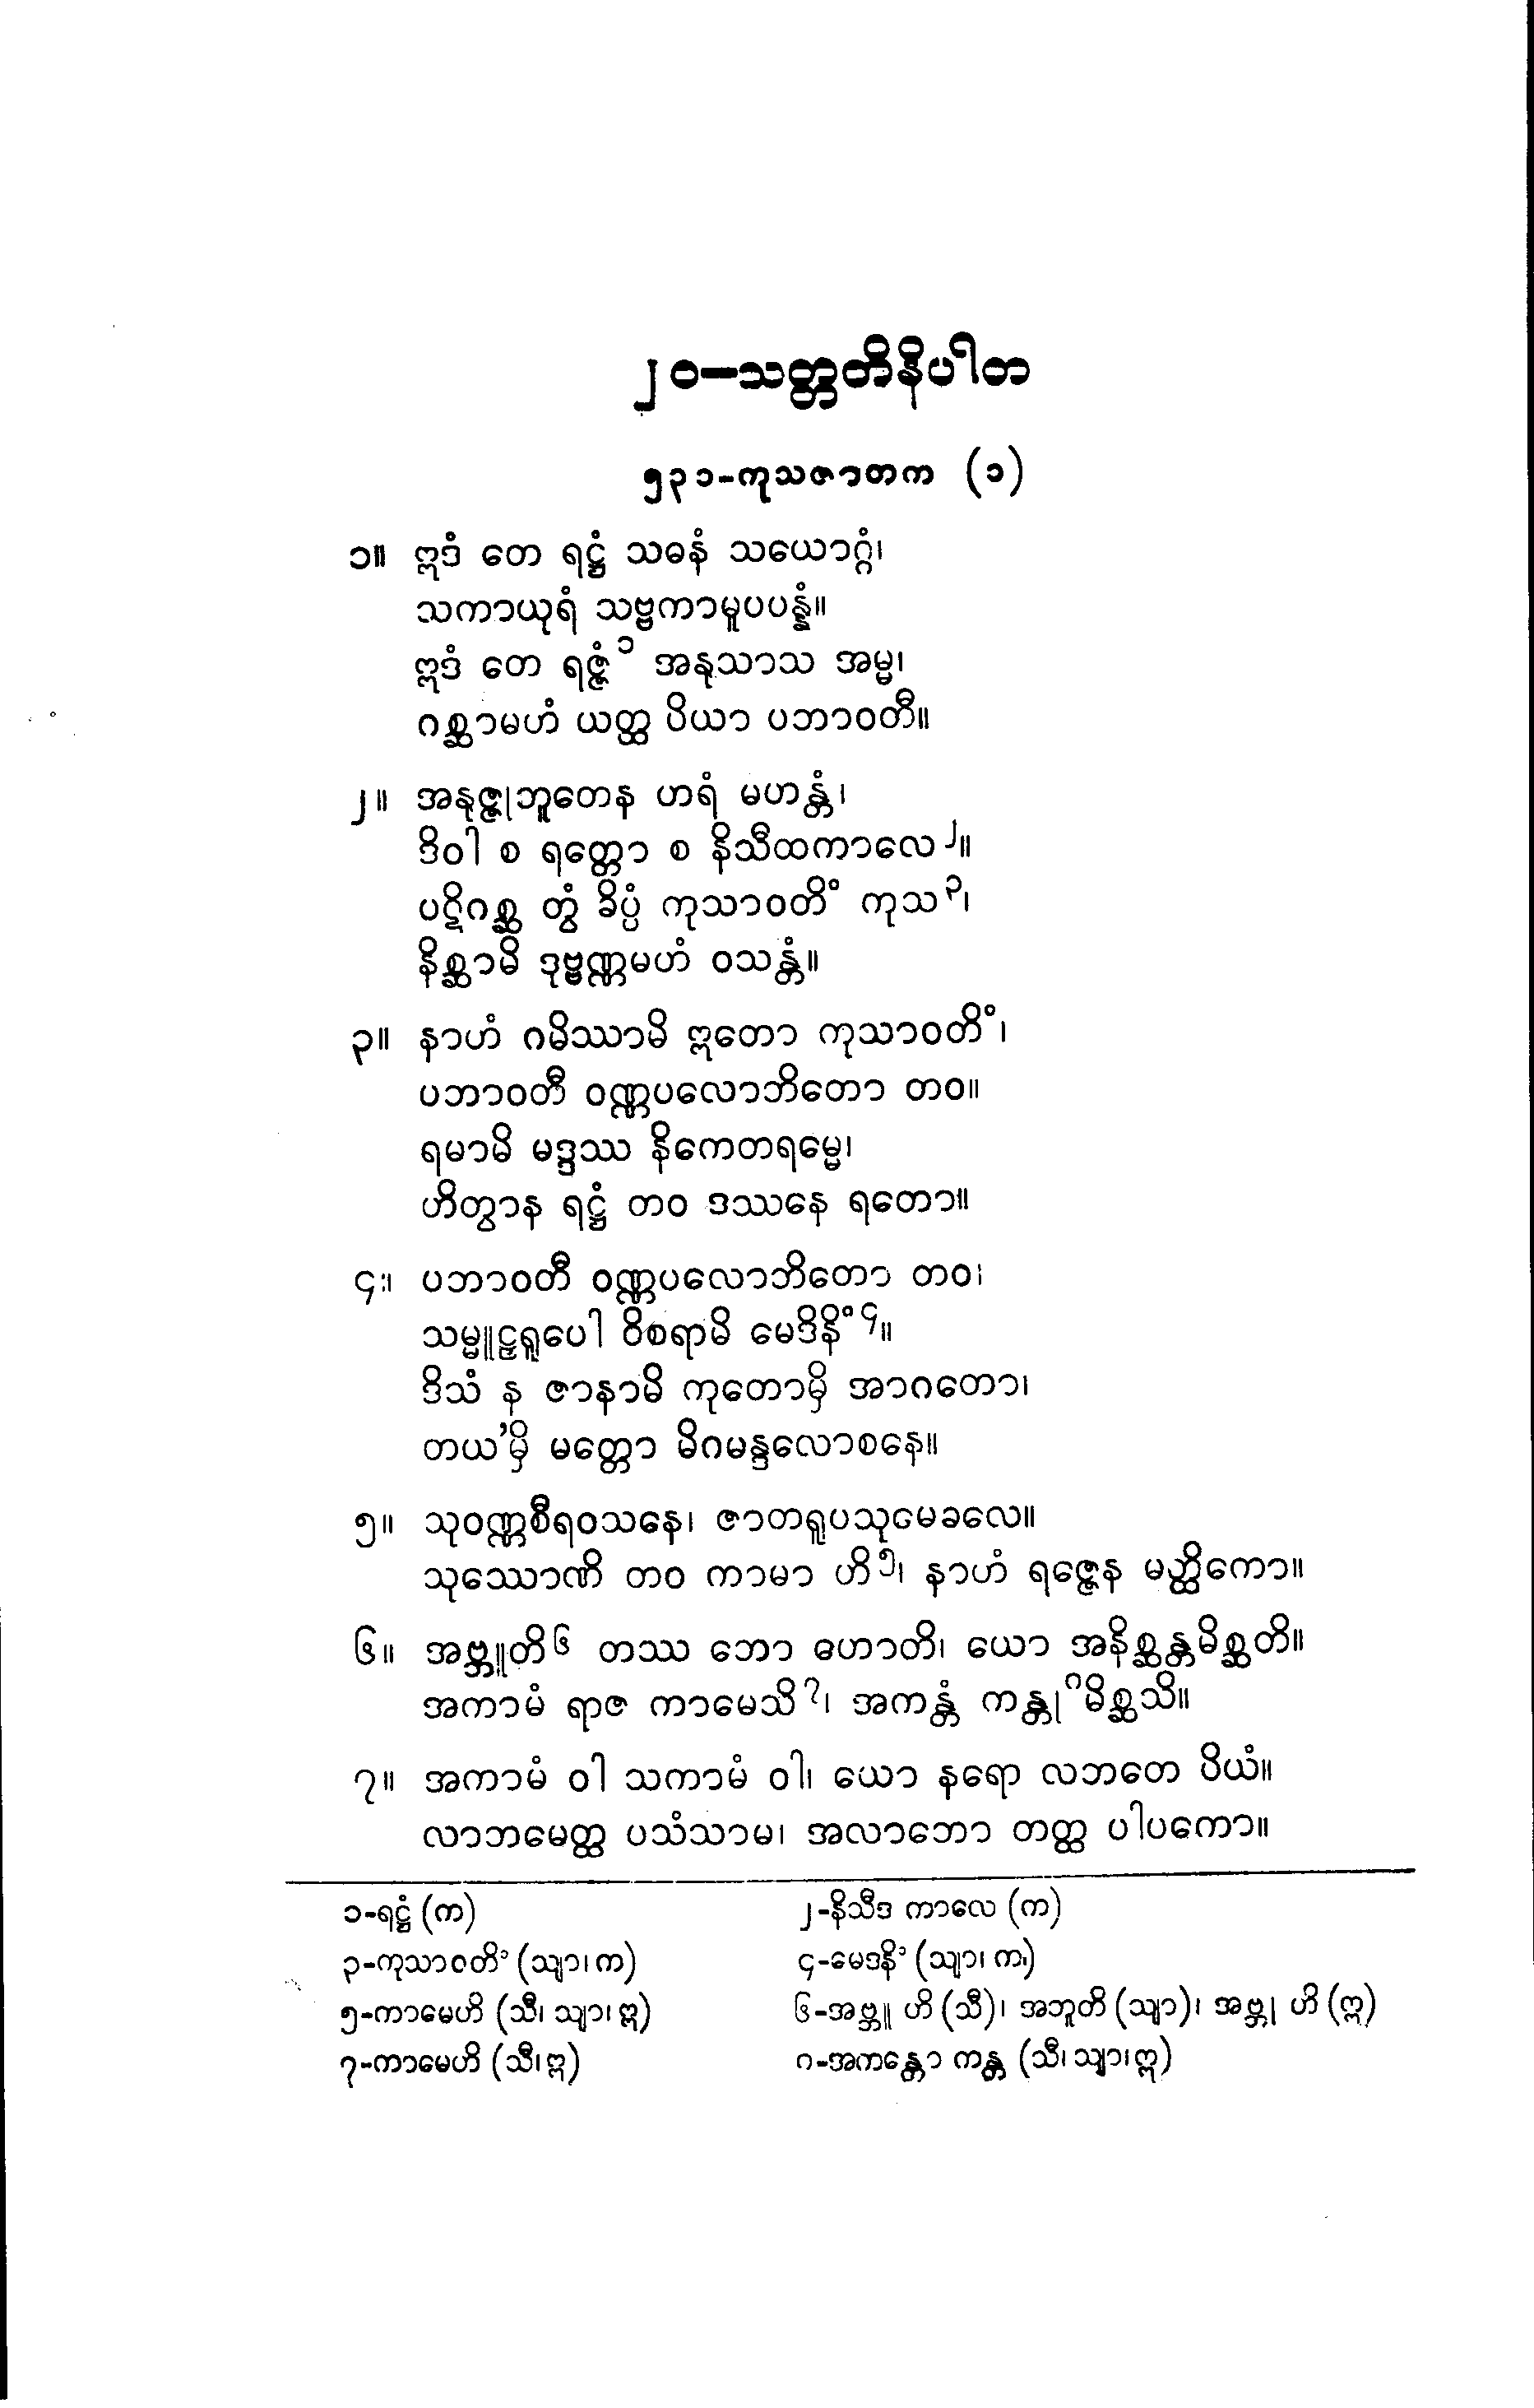 ၂၀–သတ္တတိနိပါတ
၅၃၁-ကုသဇာတက (၁)
၁။ ဣဒံ တေ ရဋ္ဌံ သဓနံ သယောဂ္ဂံ၊
သကာယုရံ သဗ္ဗကာမူပပန္နံ။
ဣဒံ တေ ရဇ္ဇံ ၁ အနုသာသ အမ္မ၊
ဂစ္ဆာမဟံ ယတ္ထ ပိယာ ပဘာဝတီ။
၂။ အနုဇ္ဇုဘူတေန ဟရံ မဟန္တံ၊
ဒိဝါ စ ရတ္တော စ နိသီထကာလေ ၂။
ပဋိဂစ္ဆ တွံ ခိပ္ပံ ကုသာဝတိံ ကုသ ၃၊
နိစ္ဆာမိ ဒုဗ္ဗဏ္ဏမဟံ ဝသန္တံ။
၃။ နာဟံ ဂမိဿာမိ ဣတော ကုသာဝတိံ၊
ပဘာဝတီ ဝဏ္ဏပလောဘိတော တဝ။
ရမာမိ မဒ္ဒဿ နိကေတရမ္မေ၊
ဟိတွာန ရဋ္ဌံ တဝ ဒဿနေ ရတော။
၄။ ပဘာဝတီ ဝဏ္ဏပလောဘိတော တဝ၊
သမ္မူဠှရူပေါ ဝိစရာမိ မေဒိနိံ ၄။
ဒိသံ န ဇာနာမိ ကုတောမှိ အာဂတော၊
တယ’မှိ မတ္တော မိဂမန္ဒလောစနေ။
၅။ သုဝဏ္ဏစီရဝသနေ၊ ဇာတရူပသုမေခလေ။
သုဿောဏိ တဝ ကာမာ ဟိ ၅၊ နာဟံ ရဇ္ဇေန မတ္ထိကော။
၆။ အဗ္ဘူတိ ၆ တဿ ဘော ဟောတိ၊ ယော အနိစ္ဆန္တမိစ္ဆတိ။
အကာမံ ရာဇ ကာမေသိ ၇၊ အကန္တံ ကန္တု ၈ မိစ္ဆသိ။
၇။ အကာမံ ဝါ သကာမံ ဝါ၊ ယော နရော လဘတေ ပိယံ။
လာဘမေတ္ထ ပသံသာမ၊ အလာဘော တတ္ထ ပါပကော။
၁-ရဋ္ဌံ (က) ၂-နိသီဒ ကာလေ (က)
၃-ကုသာဝတိံ (သျာ၊ က) ၄-မေဒနိံ (သျာ၊ က)
၅-ကာမေဟိ (သီ၊ သျာ၊ ဣ) ၆-အဗ္ဘူ ဟိ (သီ)၊ အဘူတိ (သျာ)၊ အဗ္ဘု ဟိ (ဣ)
၇-ကာမေဟိ (သီ၊ ဣ) ၈-အကန္တော ကန္တ (သီ၊ သျာ၊ ဣ)